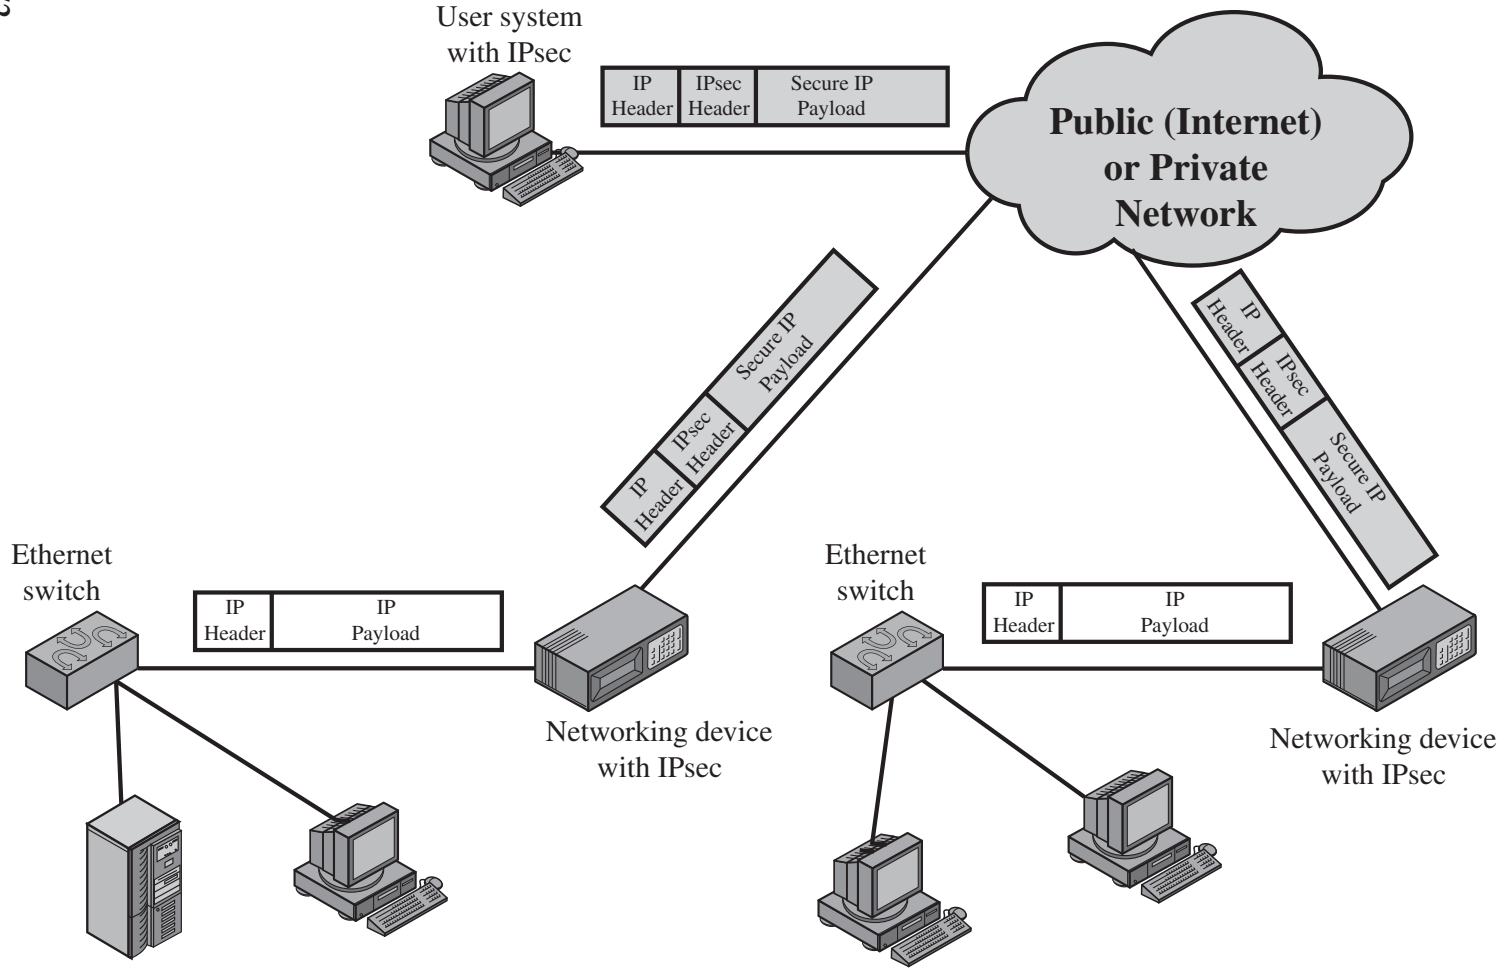 User system
with IPsec
IP
Header
IPsec
Header
Secure IP
Payload
Public (Internet)
or Private
Network
IP
Header
IPsec
Header
Secure IP
Payload
IP
Header
IPsec
Header
Secure IP
Payload
Ethernet
switch
IP
Header
IP
Payload
Networking device
with IPsec
Ethernet
switch
IP
Header
IP
Payload
Networking device
with IPsec